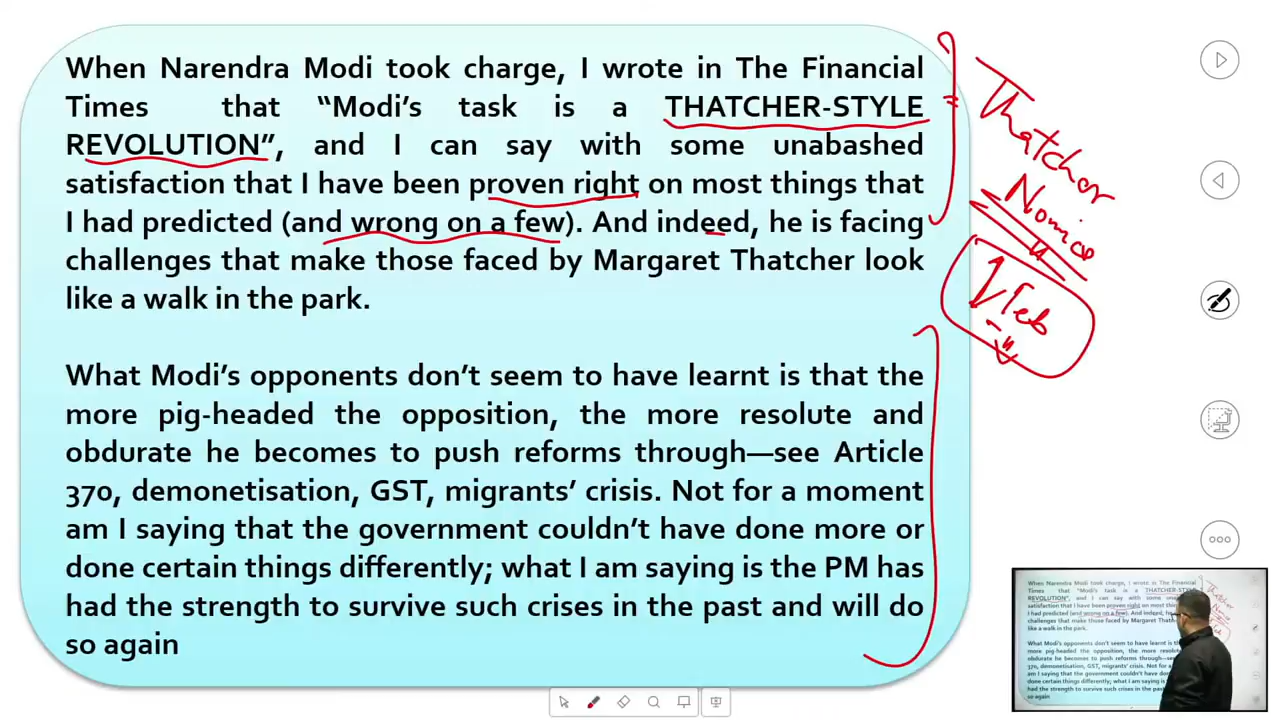 When Narendra Modi took charge, I wrote in The Financial
Times that “Modi’s task is a THATCHER-STYLE
REVOLUTION”, and I can say with some unabashed
satisfaction that I have been proven right on most things that
I had predicted (and wrong on a few). And indeed, he is facing
challenges that make those faced by Margaret Thatcher look
like a walk in the park.
What Modi’s opponents don’t seem to have learnt is that the
more pig-headed the opposition, the more resolute and
obdurate he becomes to push reforms through—see Article
370, demonetisation, GST, migrants’ crisis. Not for a moment
am I saying that the government couldn’t have done more or
done certain things differently; what I am saying is the PM has
had the strength to survive such crises in the past and will do
so again
Thatcher
Nomics
Feb